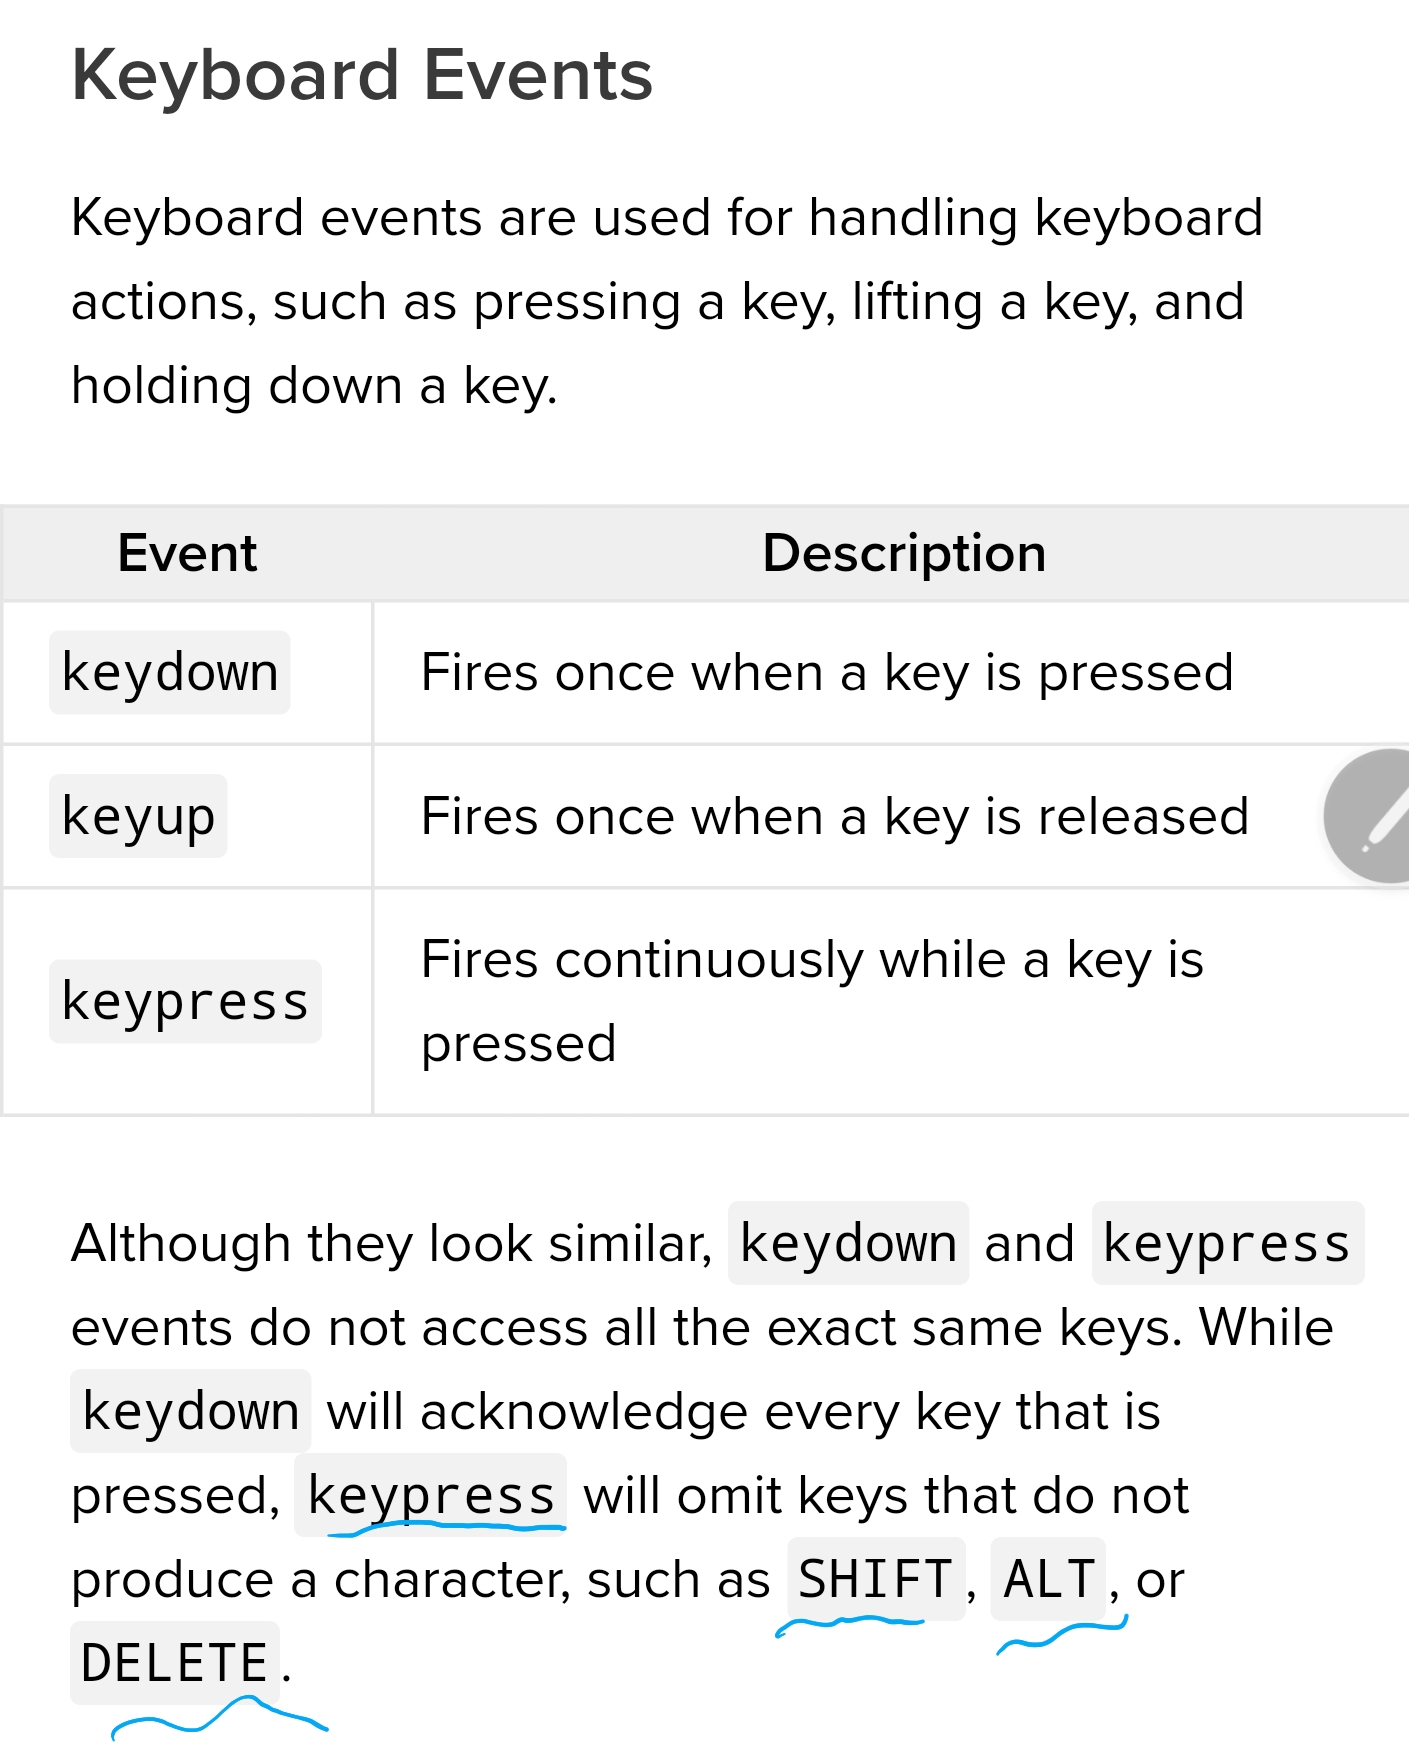 Keyboard Events
Keyboard events are used for handling keyboard
actions, such as pressing a key, lifting a key, and
holding down a key.
Event Description
keydown Fires once when a key is pressed
keyup Fires once when a key is released
keypress Fires continuously while a key is
pressed
Although they look similar, keydown and keypress
events do not access all the exact same keys. While
keydown will acknowledge every key that is
pressed, keypress will omit keys that do not
produce a character, such as SHIFT, ALT, or
DELETE.